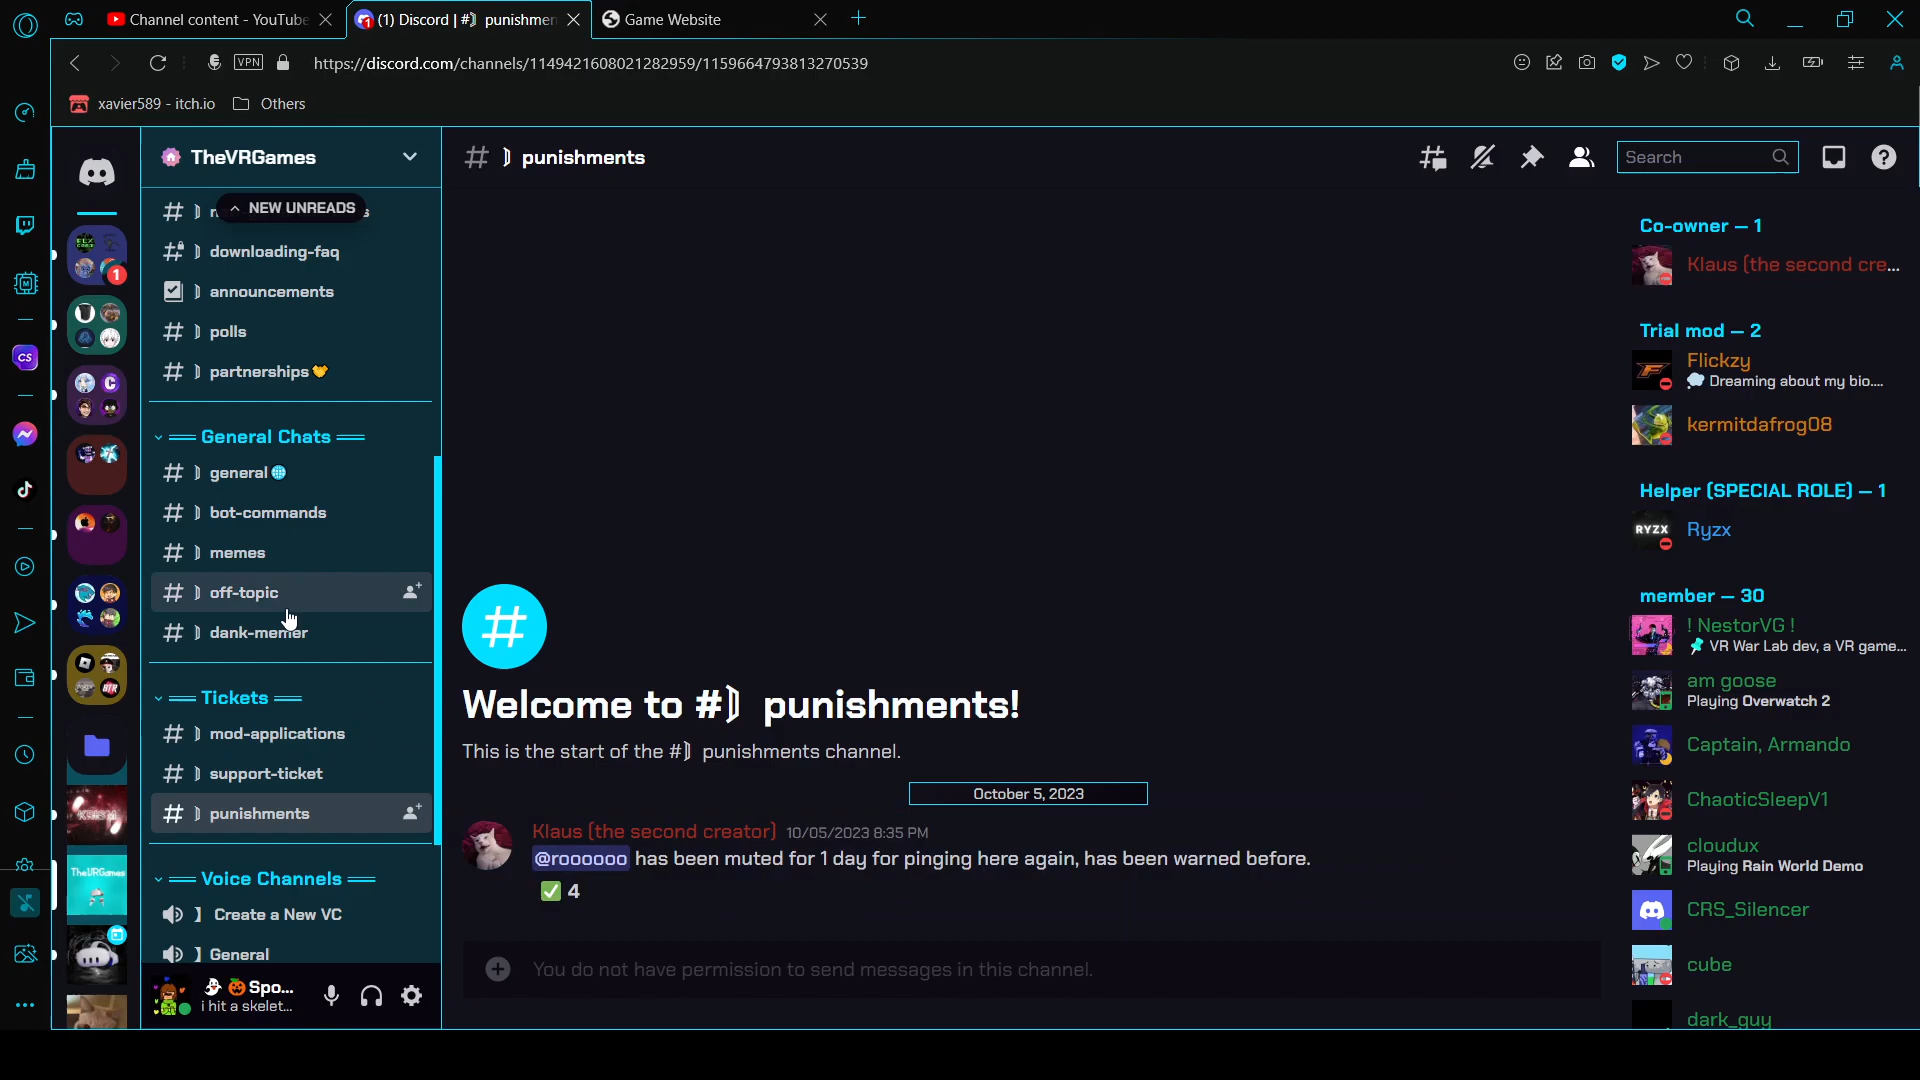 Channel content - YouTube
(1) Discord | #〗 punishmen
Game Website
VPN
https://discord.com/channels/1149421608021282959/1159664793813270539
xavier589 - itch.io
Others
TheVRGames
NEW UNREADS
〗 downloading-faq
〗 announcements
〗 polls
〗 partnerships🤝
══ General Chats ══
〗 general🌐
〗 bot-commands
〗 memes
〗 off-topic
〗 dank-memer
══ Tickets ══
〗 mod-applications
〗 support-ticket
〗 punishments
══ Voice Channels ══
】 Create a New VC
】 General
👻🎃Spo...
i hit a skelet...
1
CS
TheVRGames
# 〗 punishments
Search
Welcome to #〗 punishments!
This is the start of the #〗 punishments channel.
October 5, 2023
Klaus (the second creator) 10/05/2023 8:35 PM
@roooooo has been muted for 1 day for pinging here again, has been warned before.
✅ 4
You do not have permission to send messages in this channel.
Co-owner — 1
Klaus (the second cre...
Trial mod — 2
Flickzy
💭 Dreaming about my bio....
kermitdafrog08
Helper (SPECIAL ROLE) — 1
RYZX
Ryzx
member — 30
! NestorVG !
📌 VR War Lab dev, a VR game...
am goose
Playing Overwatch 2
Captain, Armando
ChaoticSleepV1
cloudux
Playing Rain World Demo
CRS_Silencer
cube
dark_guy